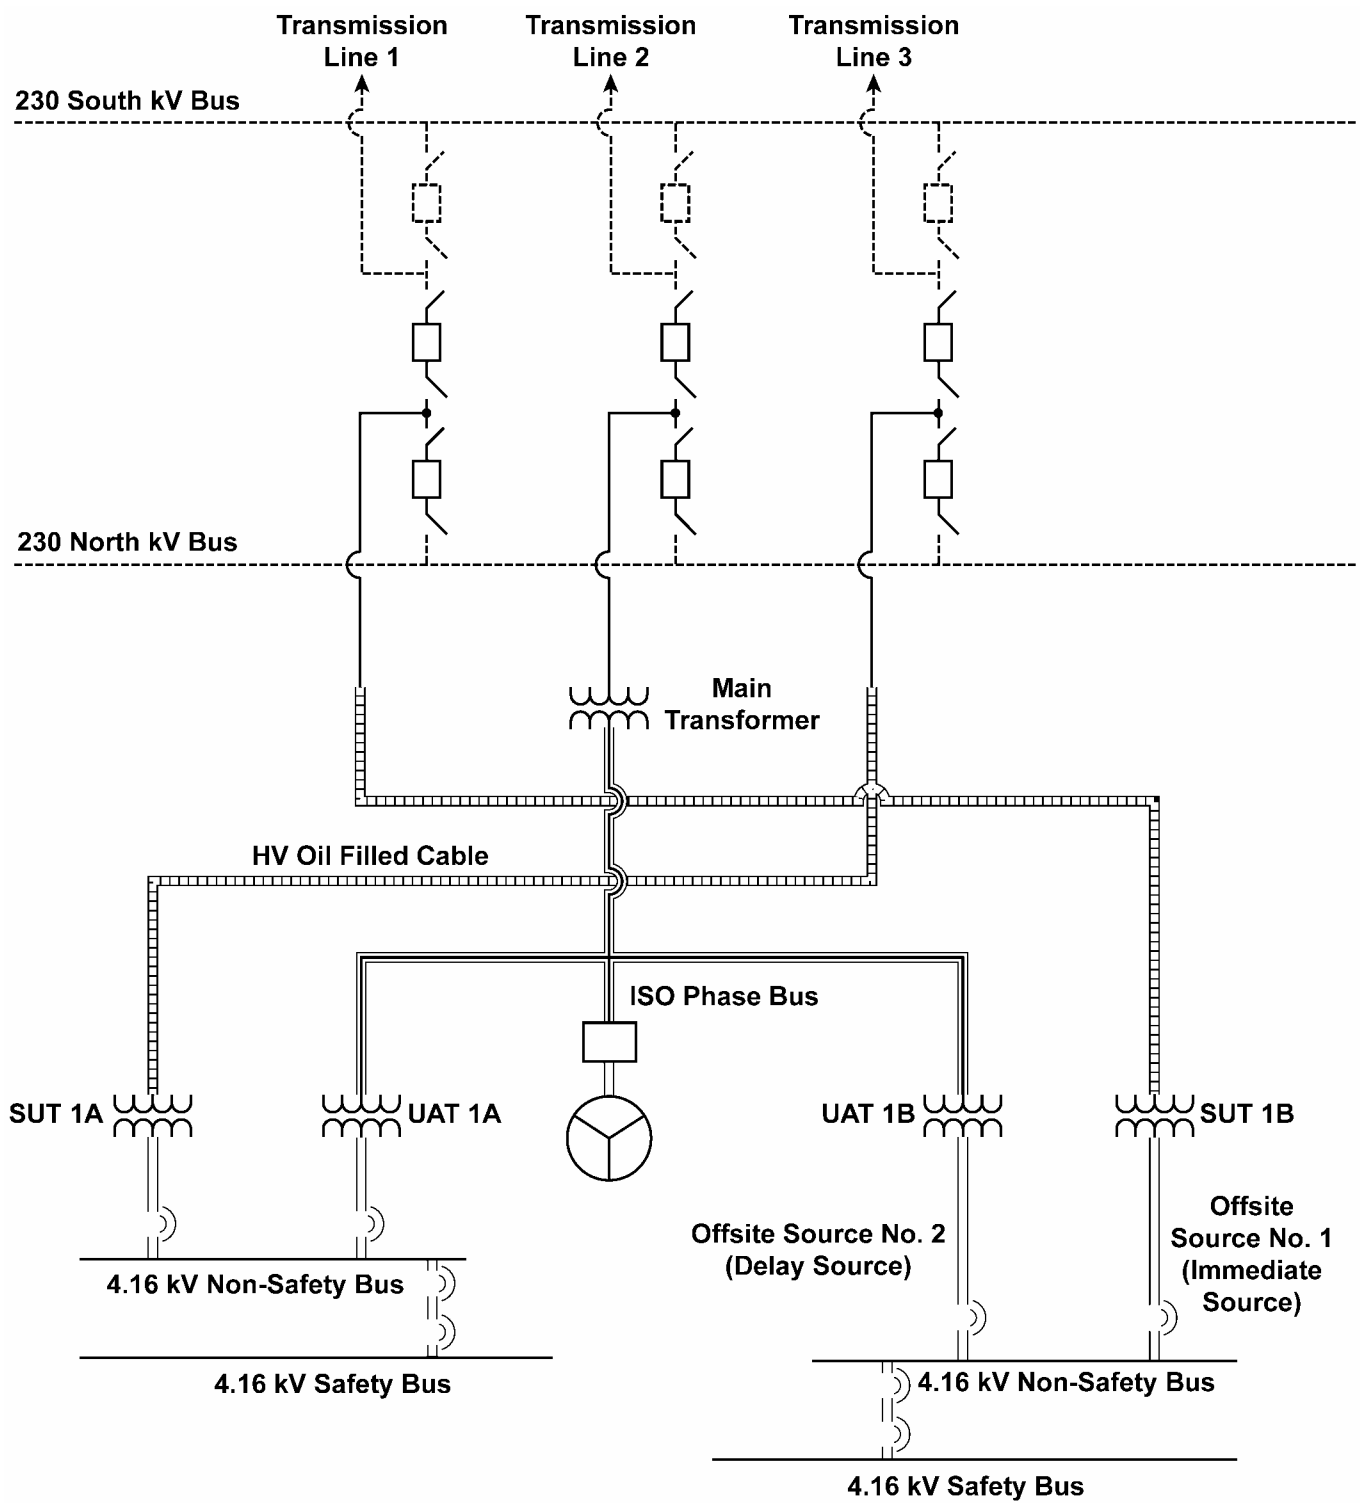 Transmission
Line 1
Transmission
Line 2
Transmission
Line 3
230 South kV Bus
230 North kV Bus
Main
Transformer
HV Oil Filled Cable
ISO Phase Bus
SUT 1A
UAT 1A
UAT 1B
SUT 1B
Offsite Source No. 2
(Delay Source)
Offsite
Source No. 1
(Immediate
Source)
4.16 kV Non-Safety Bus
4.16 kV Safety Bus
4.16 kV Non-Safety Bus
4.16 kV Safety Bus